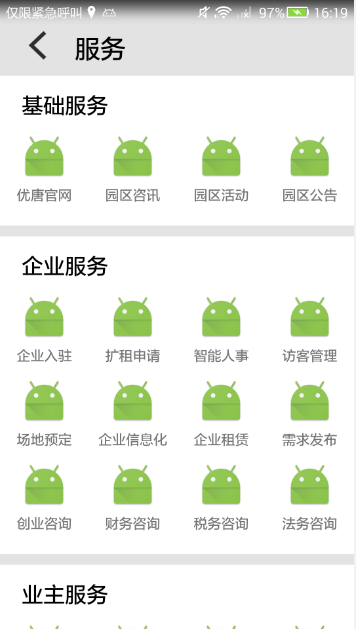 仅限紧急呼叫 97% 16:19
服务
基础服务
优唐官网 园区咨讯 园区活动 园区公告
企业服务
企业入驻 扩租申请 智能人事 访客管理
场地预定 企业信息化 企业租赁 需求发布
创业咨询 财务咨询 税务咨询 法务咨询
业主服务